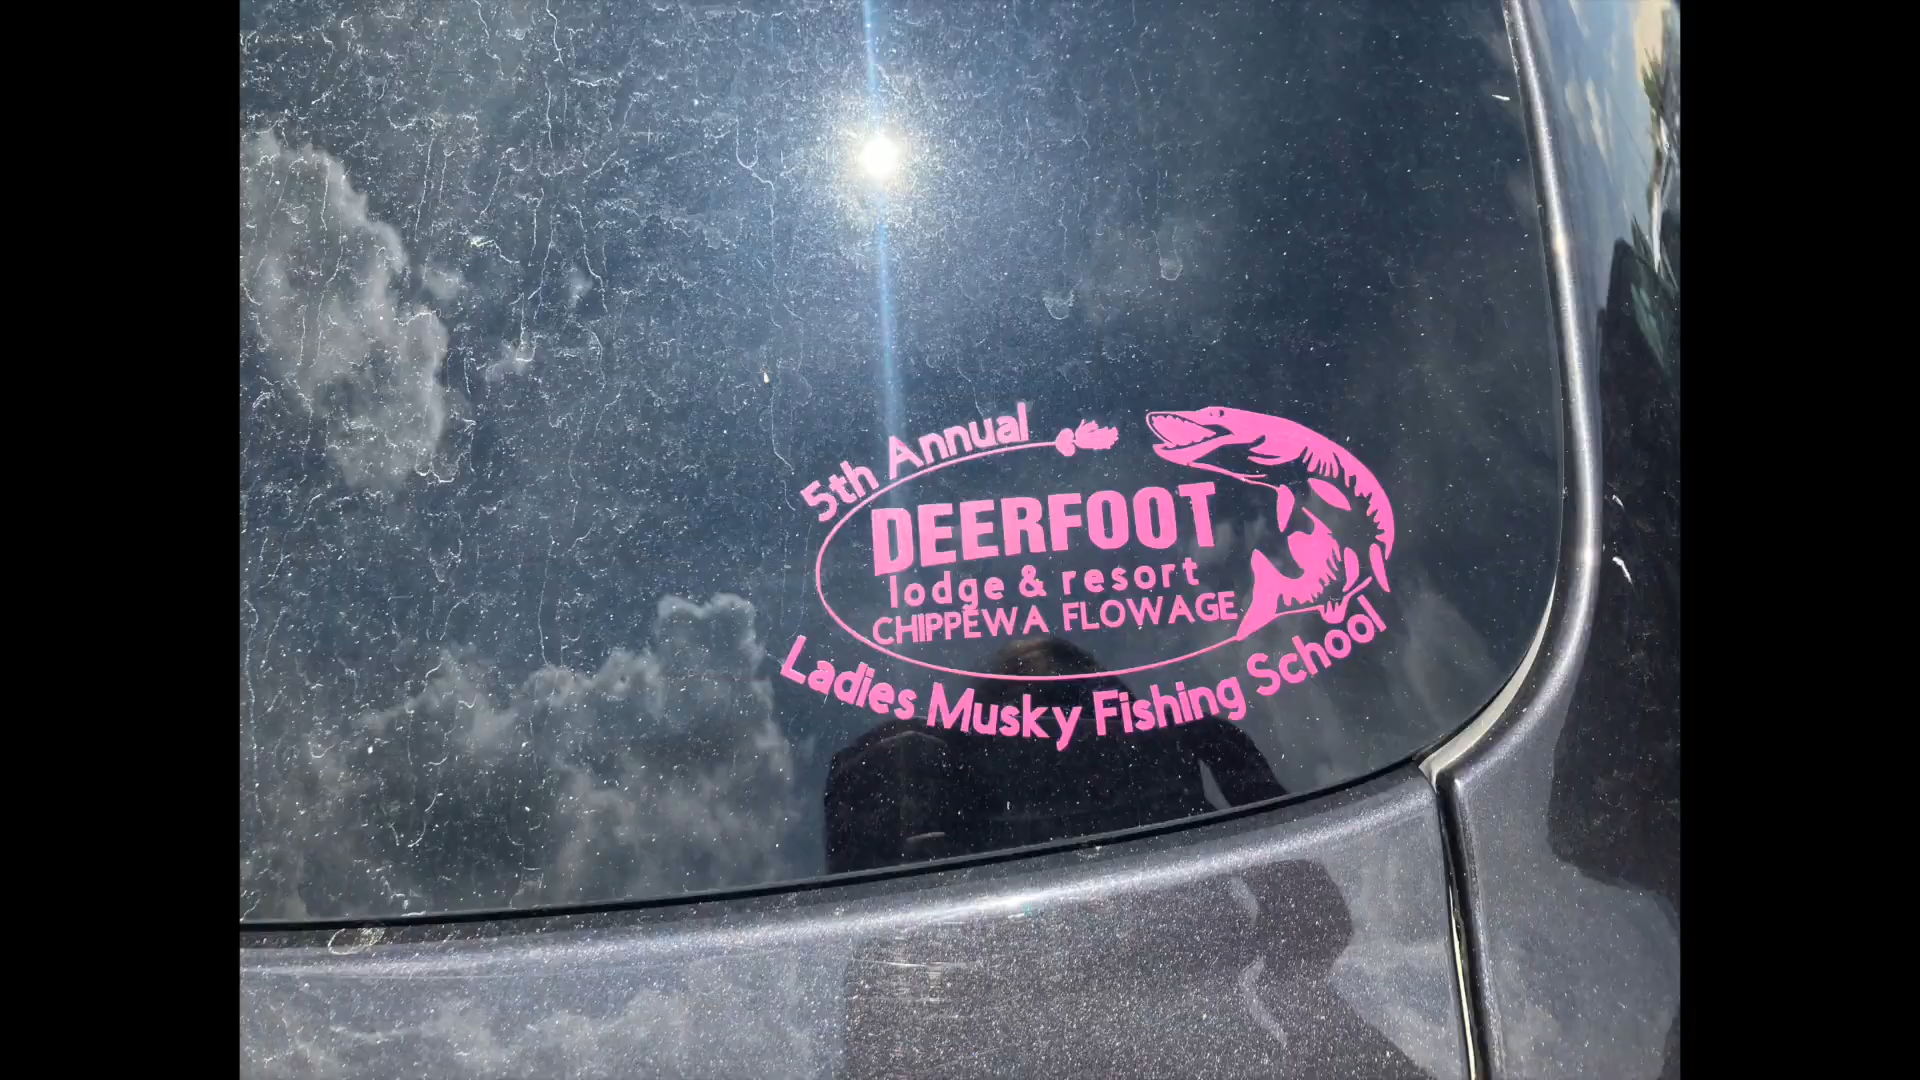 5th Annual
DEERFOOT
lodge & resort
CHIPPEWA FLOWAGE
Ladies Musky Fishing School